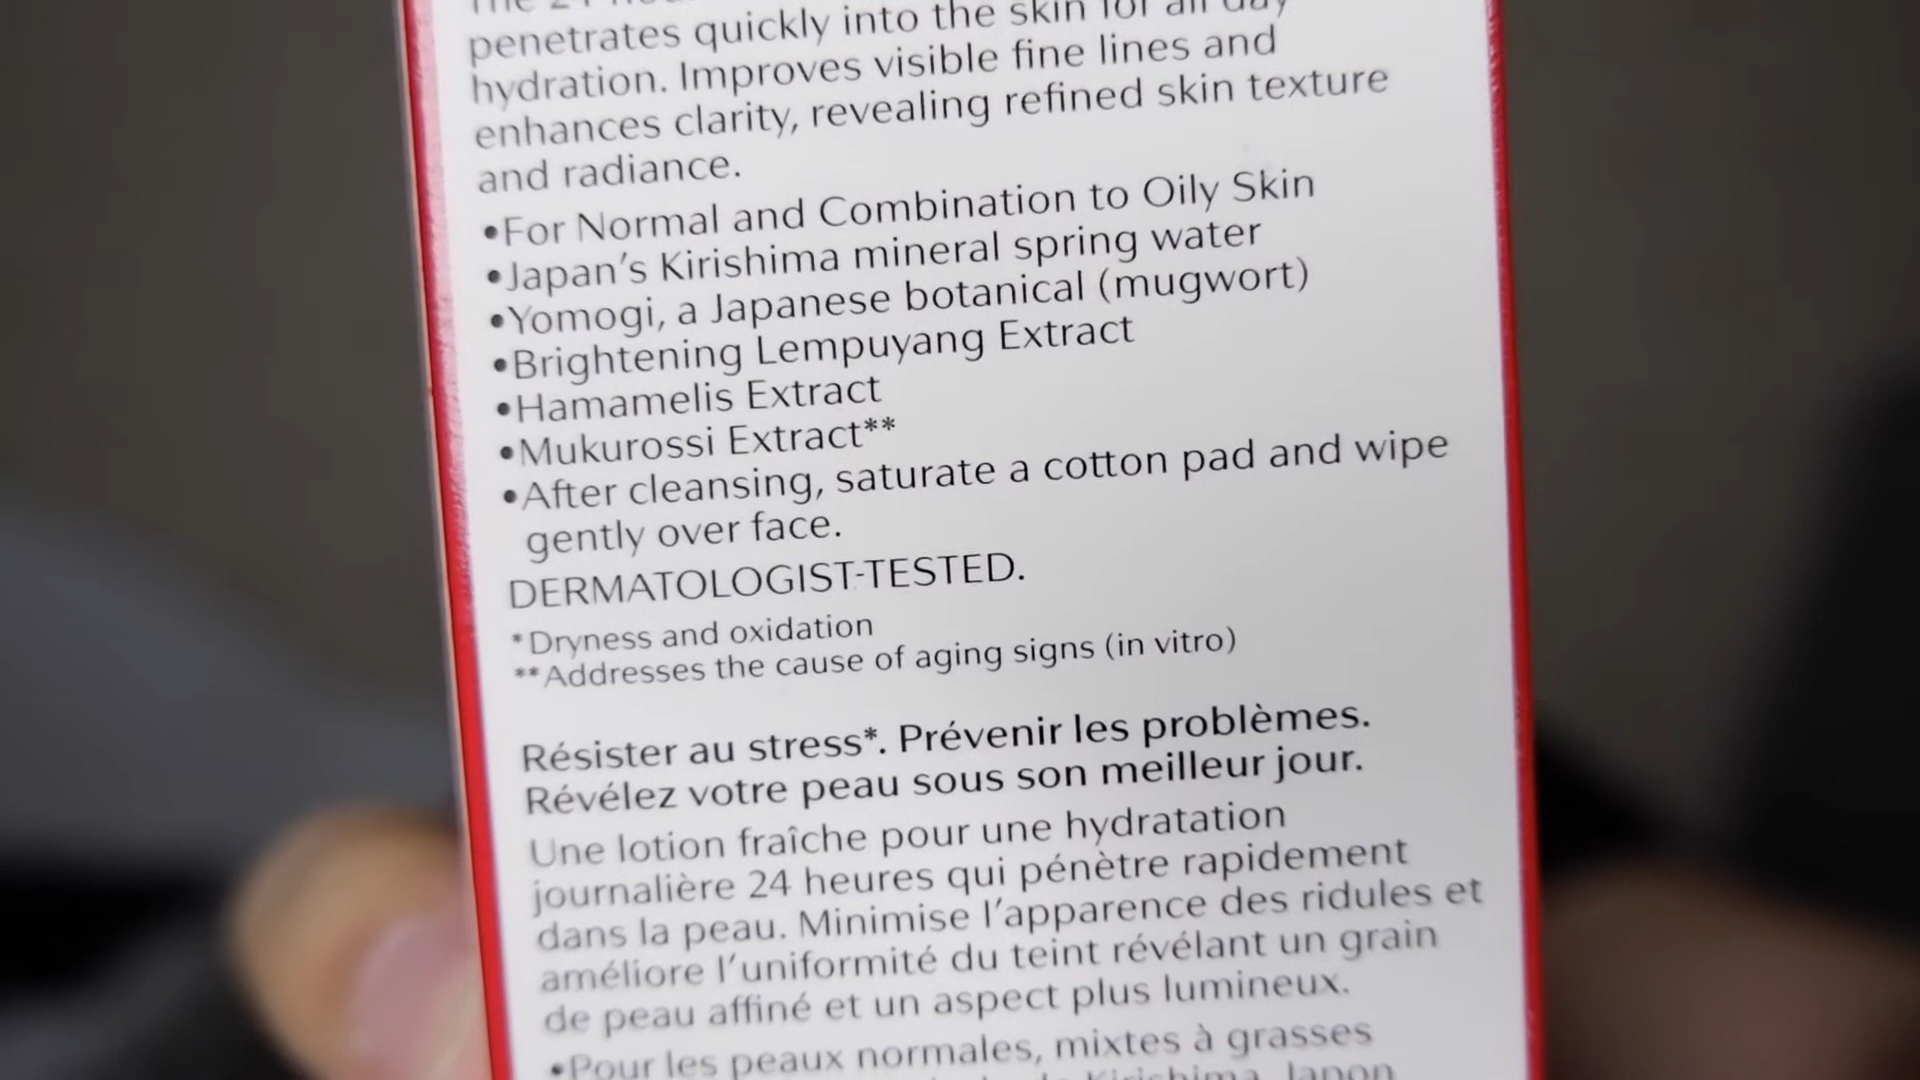 The 24 hour
penetrates quickly into the skin for all day
hydration. Improves visible fine lines and
enhances clarity, revealing refined skin texture
and radiance.
•For Normal and Combination to Oily Skin
•Japan's Kirishima mineral spring water
•Yomogi, a Japanese botanical (mugwort)
•Brightening Lempuyang Extract
•Hamamelis Extract
•Mukurossi Extract**
•After cleansing, saturate a cotton pad and wipe
gently over face.
DERMATOLOGIST-TESTED.
*Dryness and oxidation
**Addresses the cause of aging signs (in vitro)
Résister au stress*. Prévenir les problèmes.
Révélez votre peau sous son meilleur jour.
Une lotion fraîche pour une hydratation
journalière 24 heures qui pénètre rapidement
dans la peau. Minimise l'apparence des ridules et
améliore l'uniformité du teint révélant un grain
de peau affiné et un aspect plus lumineux.
•Pour les peaux normales, mixtes à grasses
de Kirishima, Japon